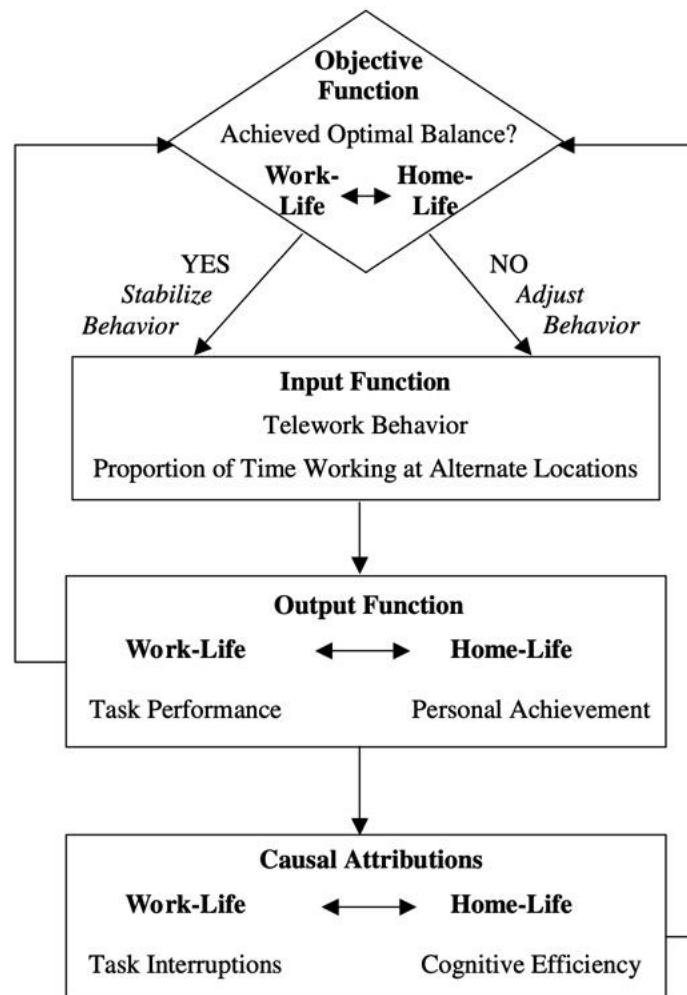 Objective
Function
Achieved Optimal Balance?
Work-
Life
Home-
Life
YES
Stabilize
Behavior
NO
Adjust
Behavior
Input Function
Telework Behavior
Proportion of Time Working at Alternate Locations
Output Function
Work-Life
Home-Life
Task Performance
Personal Achievement
Causal Attributions
Work-Life
Home-Life
Task Interruptions
Cognitive Efficiency